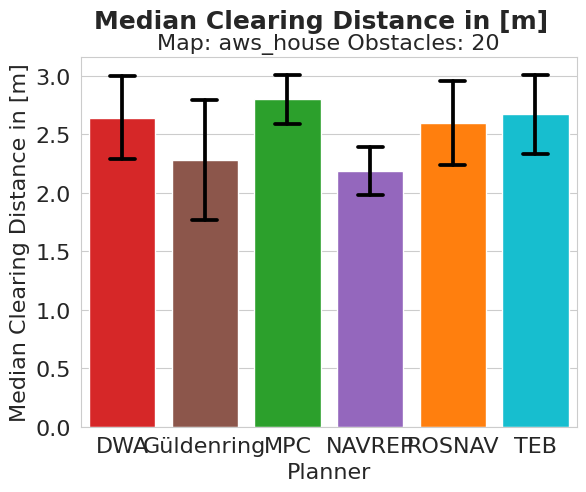 Median Clearing Distance in [m]
Map: aws_house Obstacles: 20
Median Clearing Distance in [m]
3.0
2.5
2.0
1.5
1.0
0.5
0.0
DWA Güldenring MPC NAVREP ROSNAV TEB
Planner